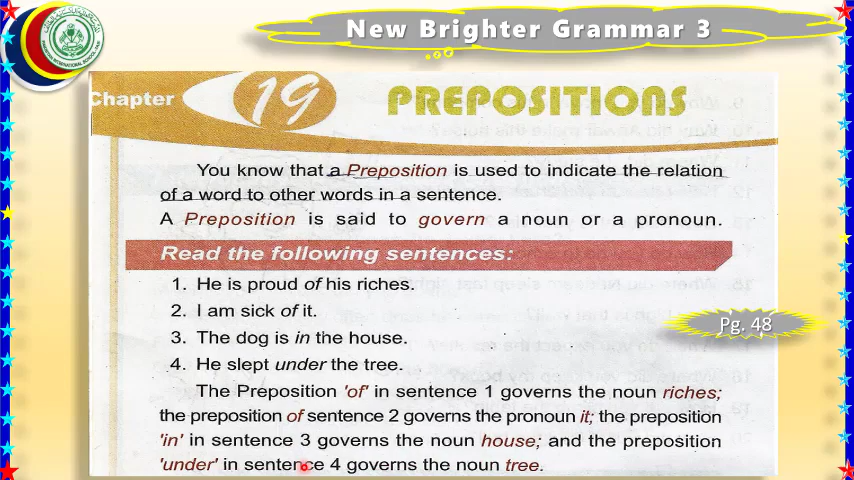 New Brighter Grammar 3
Chapter 19 PREPOSITIONS
You know that a Preposition is used to indicate the relation
of a word to other words in a sentence.
A Preposition is said to govern a noun or a pronoun.
Read the following sentences:
1. He is proud of his riches.
2. I am sick of it.
3. The dog is in the house.
4. He slept under the tree.
Pg. 48
The Preposition 'of' in sentence 1 governs the noun riches;
the preposition of sentence 2 governs the pronoun it; the preposition
'in' in sentence 3 governs the noun house; and the preposition
'under' in sentence 4 governs the noun tree.